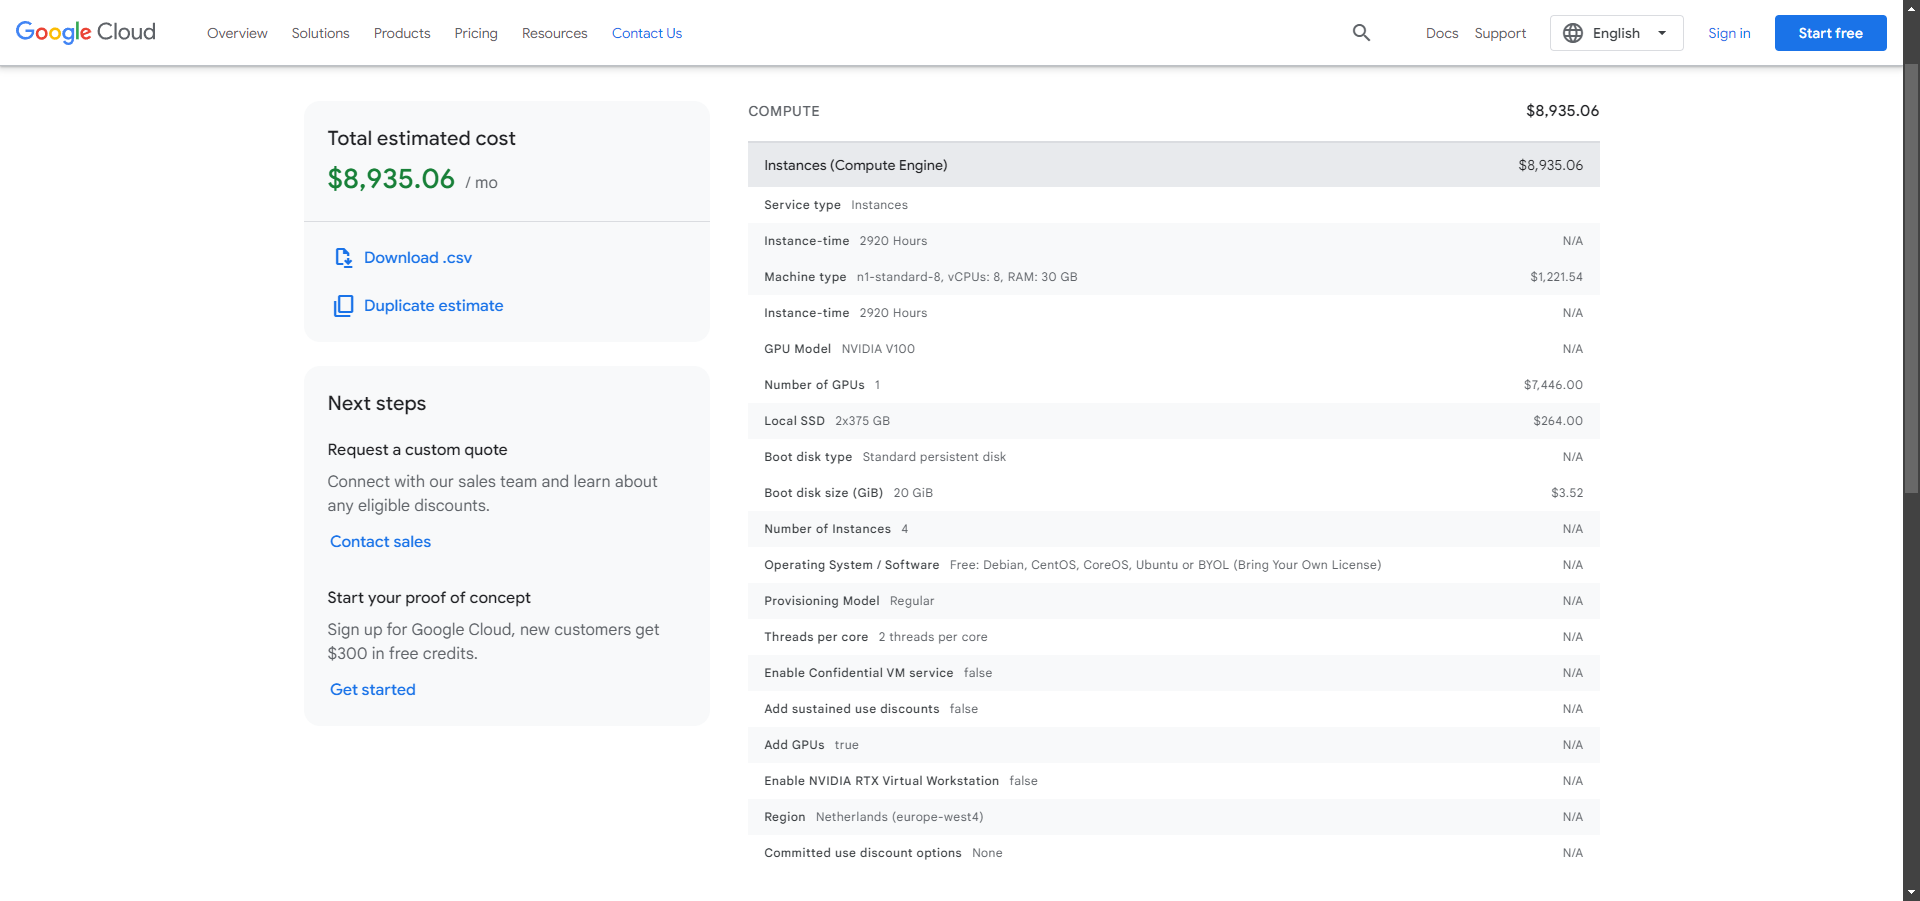 Google Cloud
Overview
Solutions
Products
Pricing
Resources
Contact Us
Docs
Support
English
Sign in
Start free
Total estimated cost
$8,935.06 / mo
Download .csv
Duplicate estimate
Next steps
Request a custom quote
Connect with our sales team and learn about
any eligible discounts.
Contact sales
Start your proof of concept
Sign up for Google Cloud, new customers get
$300 in free credits.
Get started
COMPUTE $8,935.06
Instances (Compute Engine) $8,935.06
Service type Instances
Instance-time 2920 Hours N/A
Machine type n1-standard-8, vCPUs: 8, RAM: 30 GB $1,221.54
Instance-time 2920 Hours N/A
GPU Model NVIDIA V100 N/A
Number of GPUs 1 $7,446.00
Local SSD 2x375 GB $264.00
Boot disk type Standard persistent disk N/A
Boot disk size (GiB) 20 GiB $3.52
Number of Instances 4 N/A
Operating System / Software Free: Debian, CentOS, CoreOS, Ubuntu or BYOL (Bring Your Own License) N/A
Provisioning Model Regular N/A
Threads per core 2 threads per core N/A
Enable Confidential VM service false N/A
Add sustained use discounts false N/A
Add GPUs true N/A
Enable NVIDIA RTX Virtual Workstation false N/A
Region Netherlands (europe-west4) N/A
Committed use discount options None N/A